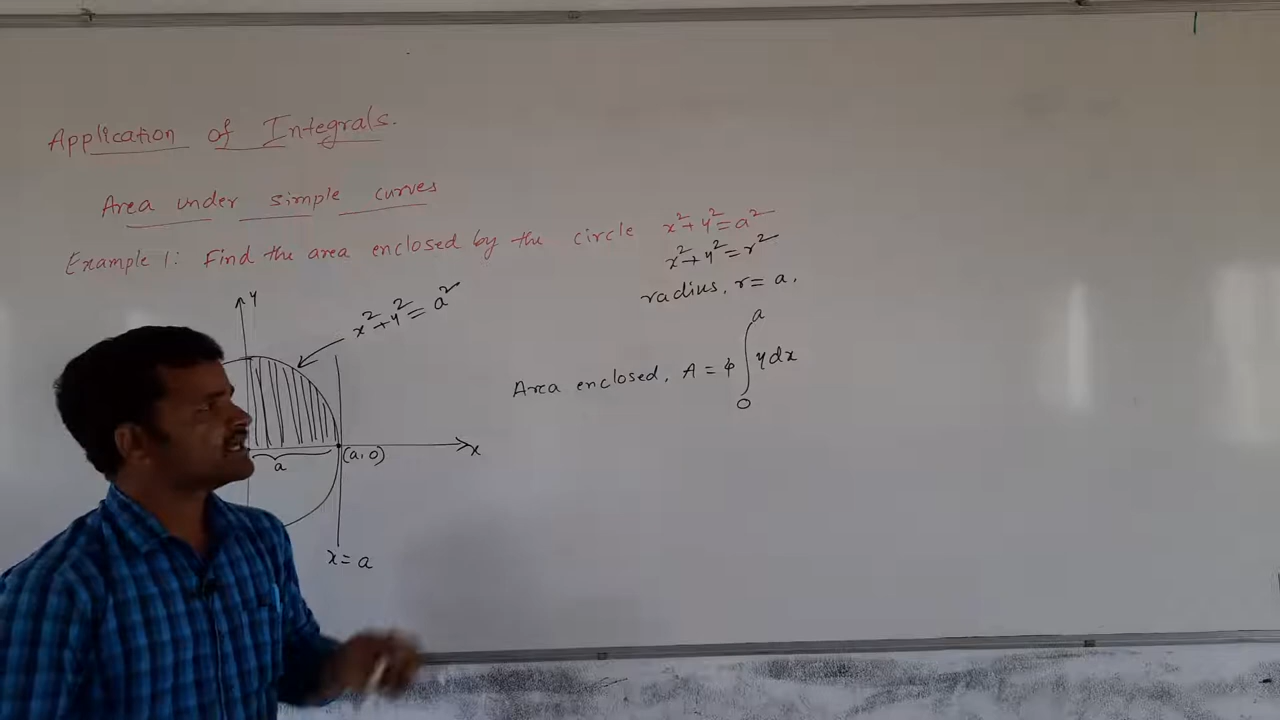 Application of Integrals.
Area under simple curves
Example 1: Find the area enclosed by the circle x²+y²=a²
x²+y²=r²
radius, r=a.
y
x²+y²=a²
Area enclosed, A = 4∫₀ᵃ y dx
a
(a,0)
x
x=a